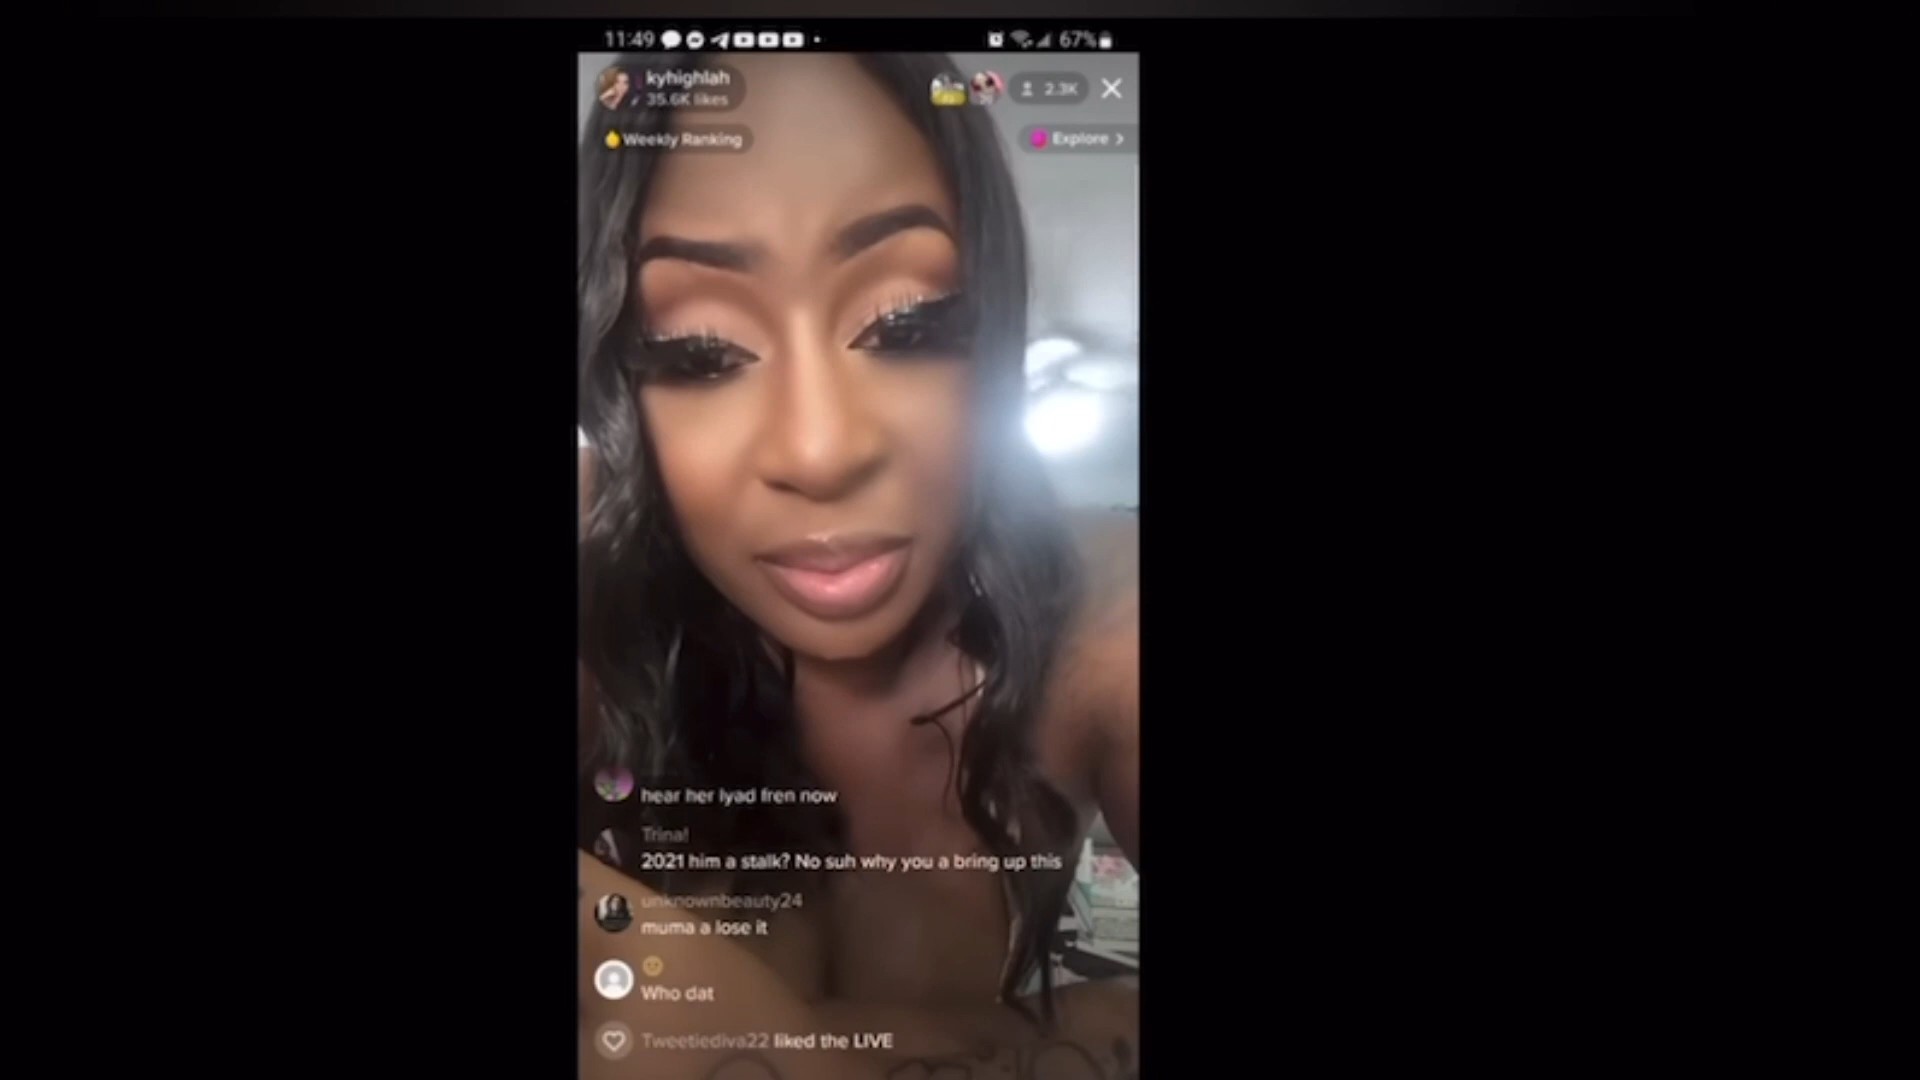 11:49
67%
kyhighlah
35.6K likes
2.3K
Weekly Ranking
Explore >
hear her lyad fren now
Trina!
2021 him a stalk? No suh why you a bring up this
unknownbeauty24
muma a lose it
Who dat
Tweetiediva22 liked the LIVE